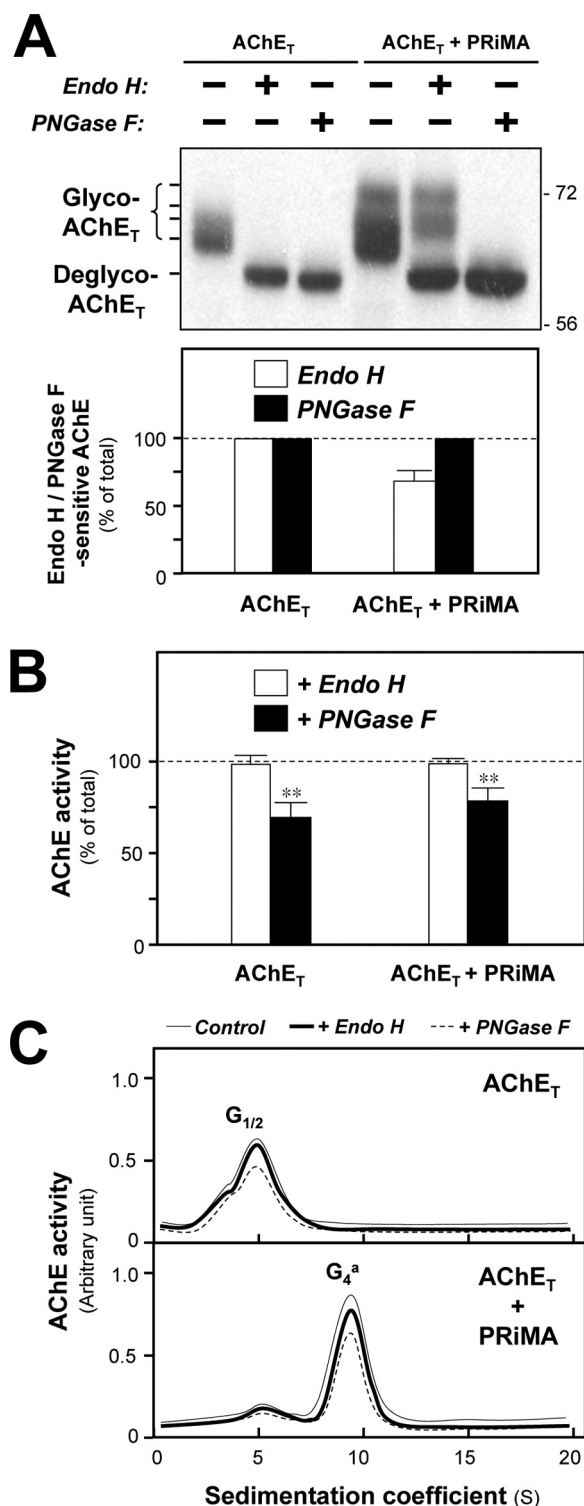 A
AChE_T AChE_T + PRiMA
Endo H: − + − − + −
PNGase F: − − + − − +
Glyco-
AChE_T
Deglyco-
AChE_T
- 72
- 56
Endo H / PNGase F
-sensitive AChE
(% of total)
100
50
0
Endo H
PNGase F
AChE_T AChE_T + PRiMA
B
AChE activity
(% of total)
100
50
0
+ Endo H
+ PNGase F
** **
AChE_T AChE_T + PRiMA
C
Control + Endo H + PNGase F
AChE activity
(Arbitrary unit)
1.0
0.5
0
G_1/2
AChE_T
1.0
0.5
0
G_4^a
AChE_T
+
PRiMA
0 5 10 15 20
Sedimentation coefficient (S)